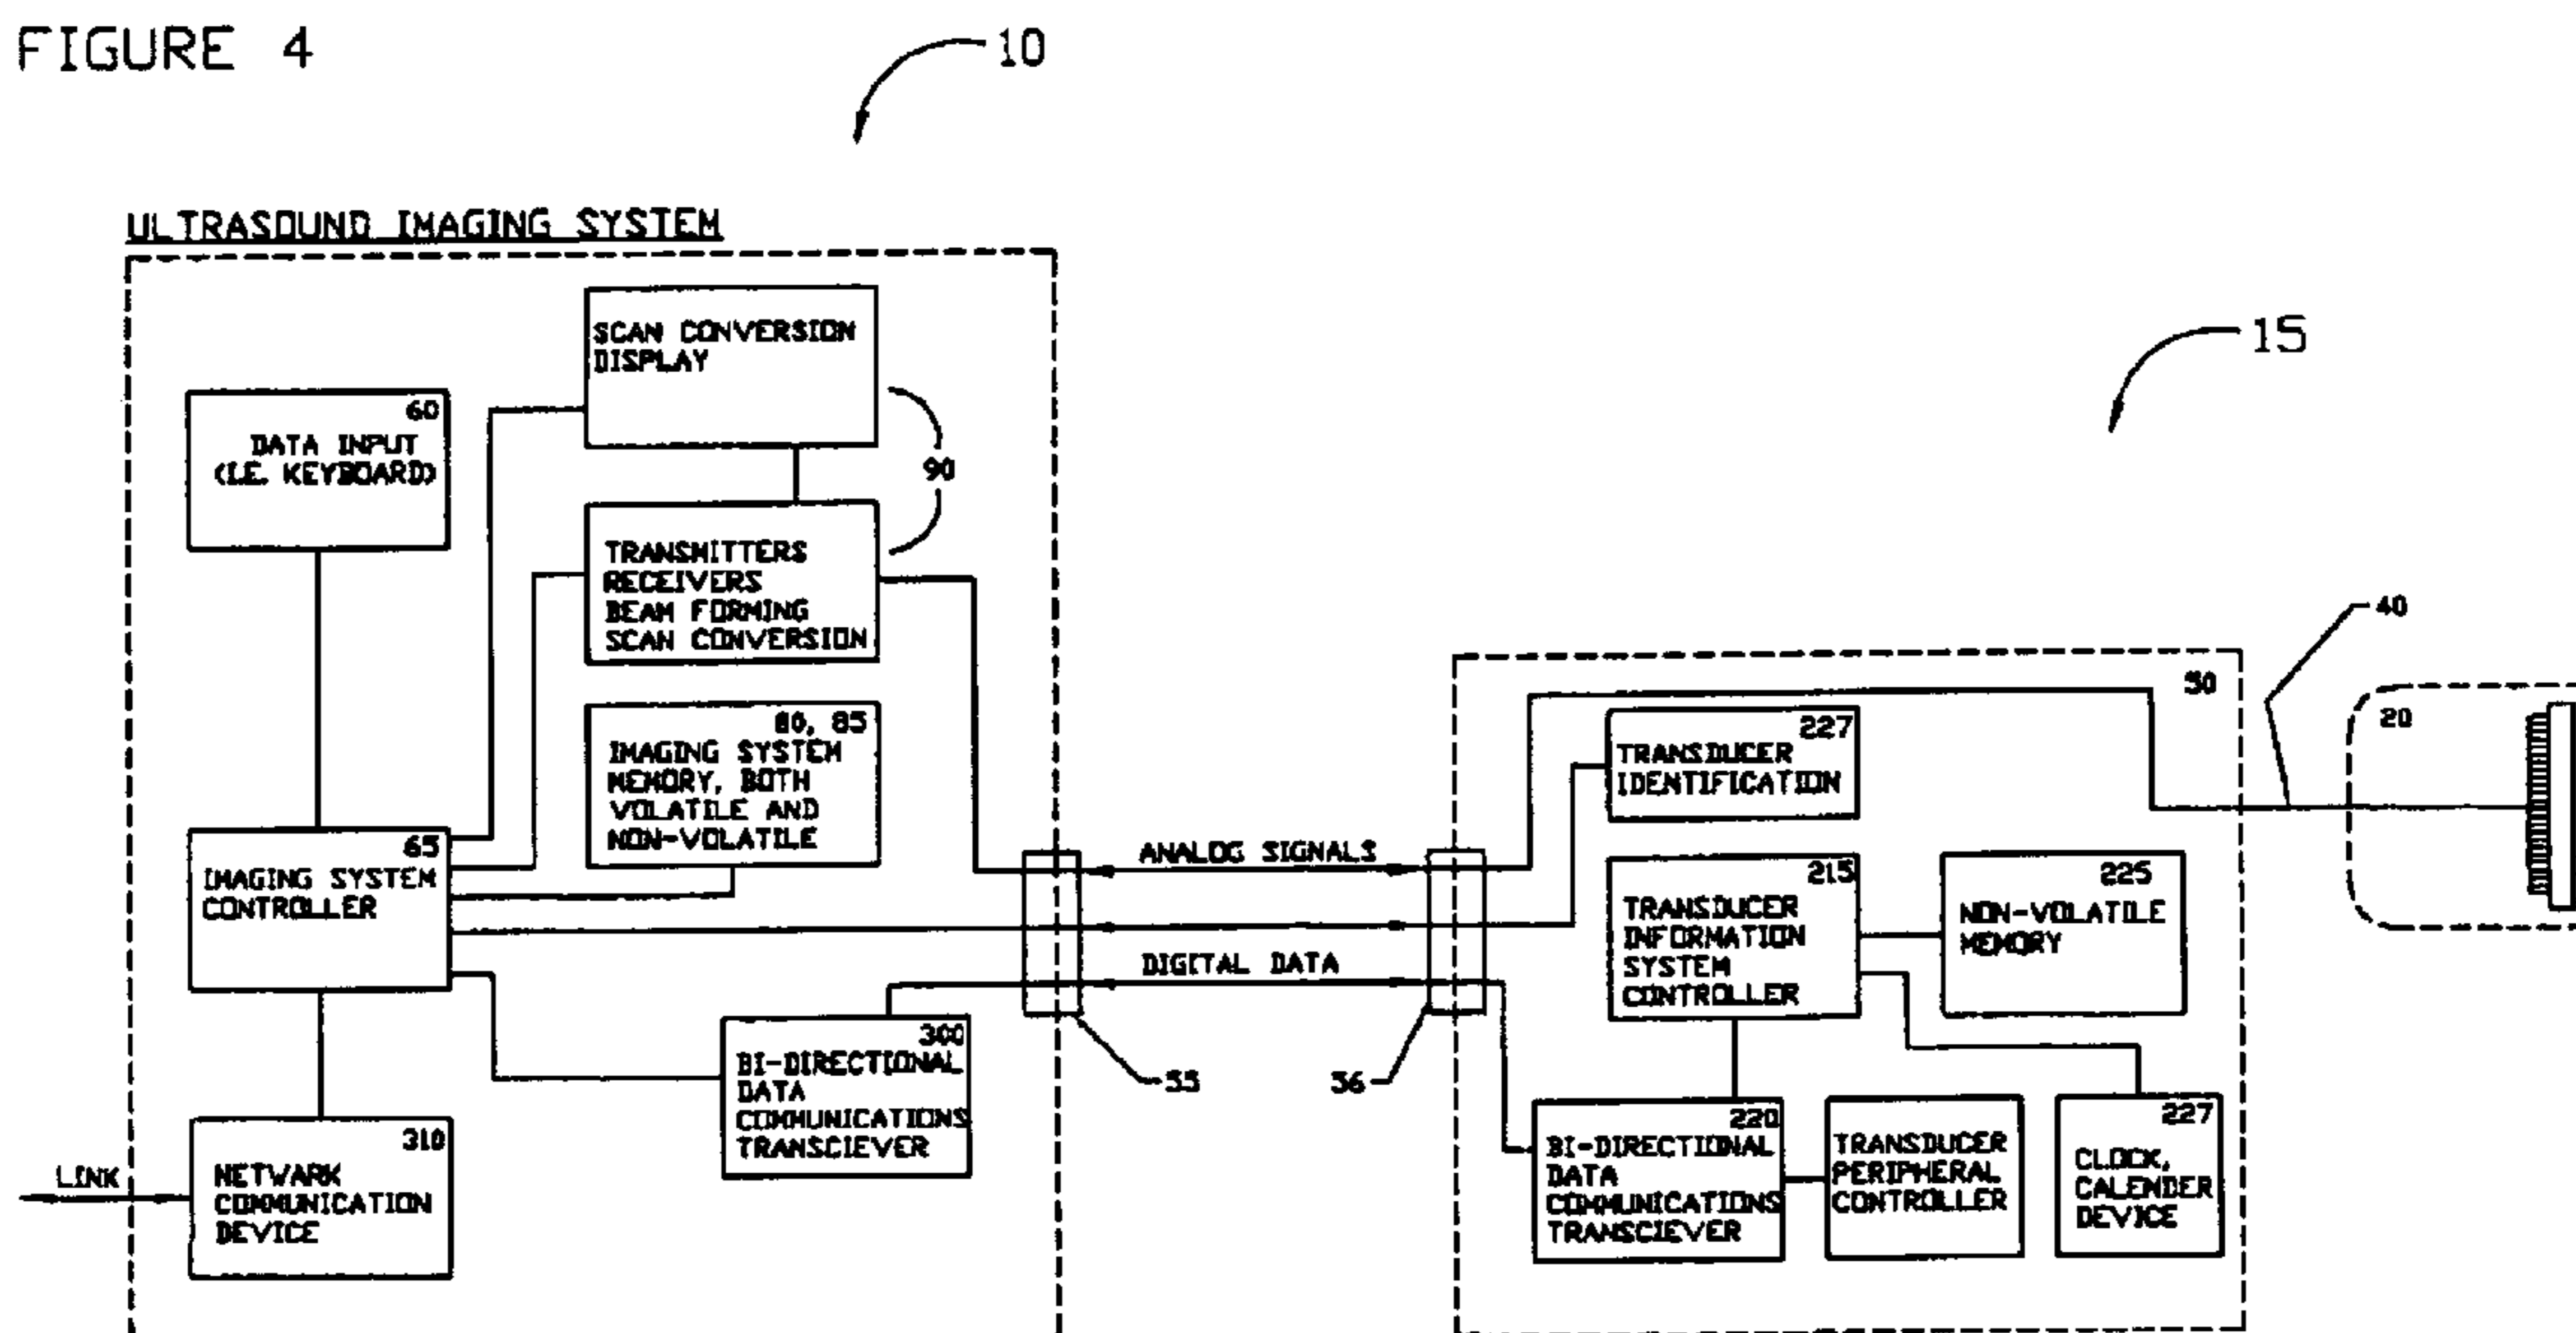 FIGURE 4
10
ULTRASOUND IMAGING SYSTEM
SCAN CONVERSION
DISPLAY
15
60
DATA INPUT
(I.E. KEYBOARD)
90
TRANSMITTERS
RECEIVERS
BEAM FORMING
SCAN CONVERSION
40
50
20
80, 85
IMAGING SYSTEM
MEMORY, BOTH
VOLATILE AND
NON-VOLATILE
227
TRANSDUCER
IDENTIFICATION
65
IMAGING SYSTEM
CONTROLLER
ANALOG SIGNALS
215
TRANSDUCER
INFORMATION
SYSTEM
CONTROLLER
225
NON-VOLATILE
MEMORY
DIGITAL DATA
300
BI-DIRECTIONAL
DATA
COMMUNICATIONS
TRANSCIEVER
55
56
310
NETWARK
COMMUNICATION
DEVICE
LINK
220
BI-DIRECTIONAL
DATA
COMMUNICATIONS
TRANSCIEVER
TRANSDUCER
PERIPHERAL
CONTROLLER
227
CLOCK,
CALENDER
DEVICE